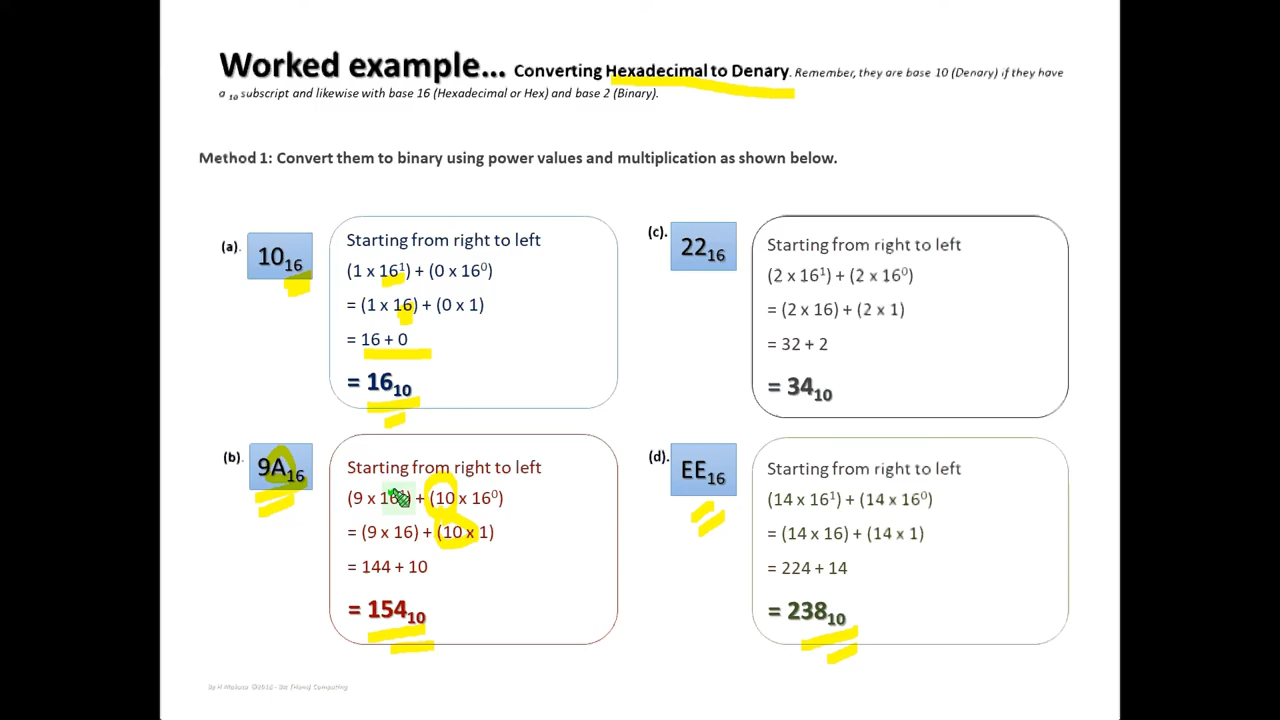 Worked example... Converting Hexadecimal to Denary. Remember, they are base 10 (Denary) if they have
a ₁₀ subscript and likewise with base 16 (Hexadecimal or Hex) and base 2 (Binary).
Method 1: Convert them to binary using power values and multiplication as shown below.
(a).
10₁₆
Starting from right to left
(1 x 16¹) + (0 x 16⁰)
= (1 x 16) + (0 x 1)
= 16 + 0
= 16₁₀
(c).
22₁₆
Starting from right to left
(2 x 16¹) + (2 x 16⁰)
= (2 x 16) + (2 x 1)
= 32 + 2
= 34₁₀
(b).
9A₁₆
Starting from right to left
(9 x 16¹) + (10 x 16⁰)
= (9 x 16) + (10 x 1)
= 144 + 10
= 154₁₀
(d).
EE₁₆
Starting from right to left
(14 x 16¹) + (14 x 16⁰)
= (14 x 16) + (14 x 1)
= 224 + 14
= 238₁₀
By H Computing